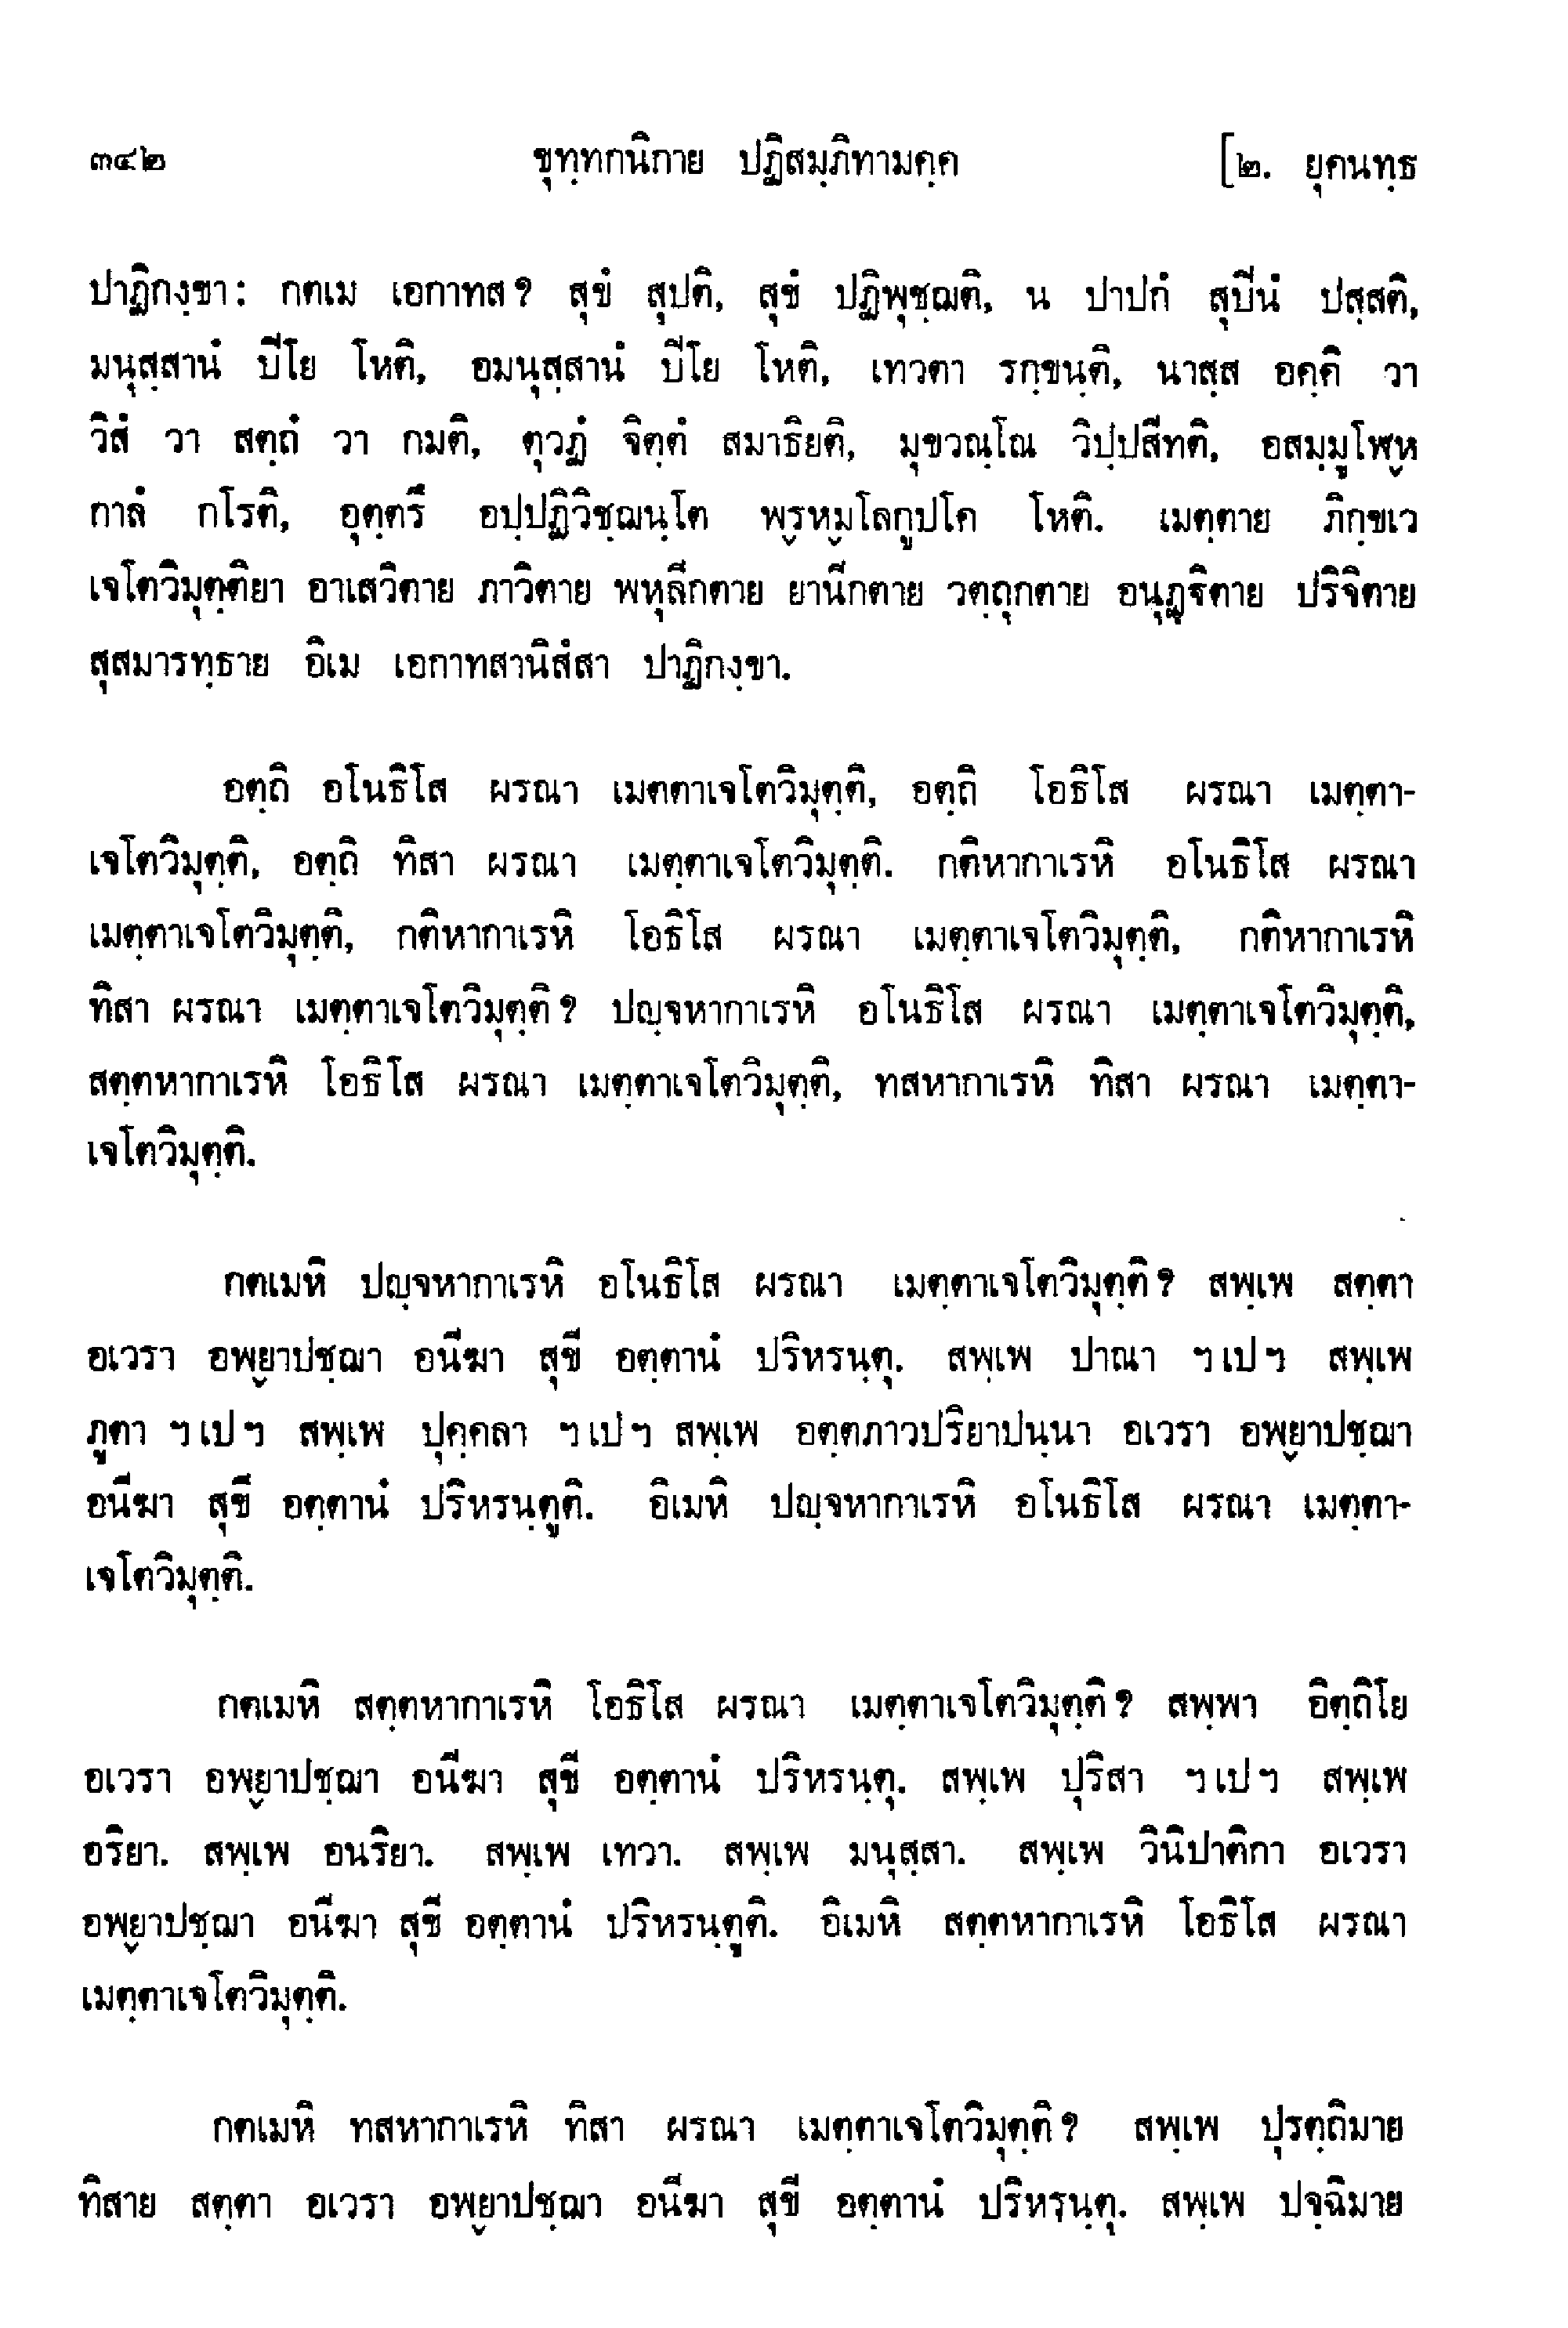 ๓๔๒ ขุทฺทกนิกาย ปฏิสมฺภิทามคฺค [๒. ยุคนทฺธ
ปาฏิกงฺขา: กตเม เอกาทส? สุขํ สุปติ, สุขํ ปฏิพุชฺฌติ, น ปาปกํ สุปีนํ ปสฺสติ,
มนุสฺสานํ ปีโย โหติ, อมนุสฺสานํ ปีโย โหติ, เทวตา รกฺขนฺติ, นาสฺส อคฺคิ วา
วิสํ วา สตฺถํ วา กมติ, ตุวฏํ จิตฺตํ สมาธิยติ, มุขวณฺโณ วิปฺปสีทติ, อสมฺมูโฬฺห
กาลํ กโรติ, อุตฺตรึ อปฺปฏิวิชฺฌนฺโต พฺรหฺมโลกูปโค โหติ. เมตฺตาย ภิกฺขเว
เจโตวิมุตฺติยา อาเสวิตาย ภาวิตาย พหุลีกตาย ยานีกตาย วตฺถุกตาย อนุฏฺฐิตาย ปริจิตาย
สุสมารทฺธาย อิเม เอกาทสานิสํสา ปาฏิกงฺขา.
อตฺถิ อโนธิโส ผรณา เมตตาเจโตวิมุตฺติ, อตฺถิ โอธิโส ผรณา เมตฺตา-
เจโตวิมุตฺติ, อตฺถิ ทิสา ผรณา เมตฺตาเจโตวิมุตฺติ. กติหากาเรหิ อโนธิโส ผรณา
เมตฺตาเจโตวิมุตฺติ, กติหากาเรหิ โอธิโส ผรณา เมตฺตาเจโตวิมุตฺติ, กติหากาเรหิ
ทิสา ผรณา เมตฺตาเจโตวิมุตฺติ? ปญฺจหากาเรหิ อโนธิโส ผรณา เมตฺตาเจโตวิมุตฺติ,
สตฺตหากาเรหิ โอธิโส ผรณา เมตฺตาเจโตวิมุตฺติ, ทสหากาเรหิ ทิสา ผรณา เมตฺตา-
เจโตวิมุตฺติ.
กตเมหิ ปญฺจหากาเรหิ อโนธิโส ผรณา เมตฺตาเจโตวิมุตฺติ? สพฺเพ สตฺตา
อเวรา อพฺยาปชฺฌา อนีฆา สุขี อตฺตานํ ปริหรนฺตุ. สพฺเพ ปาณา ฯ เป ฯ สพฺเพ
ภูตา ฯ เป ฯ สพฺเพ ปุคฺคลา ฯ เป ฯ สพฺเพ อตฺตภาวปริยาปนฺนา อเวรา อพฺยาปชฺฌา
อนีฆา สุขี อตฺตานํ ปริหรนฺตูติ. อิเมหิ ปญฺจหากาเรหิ อโนธิโส ผรณา เมตฺตา-
เจโตวิมุตฺติ.
กตเมหิ สตฺตหากาเรหิ โอธิโส ผรณา เมตฺตาเจโตวิมุตฺติ? สพฺพา อิตฺถิโย
อเวรา อพฺยาปชฺฌา อนีฆา สุขี อตฺตานํ ปริหรนฺตุ. สพฺเพ ปุริสา ฯ เป ฯ สพฺเพ
อริยา. สพฺเพ อนริยา. สพฺเพ เทวา. สพฺเพ มนุสฺสา. สพฺเพ วินิปาติกา อเวรา
อพฺยาปชฺฌา อนีฆา สุขี อตฺตานํ ปริหรนฺตูติ. อิเมหิ สตฺตหากาเรหิ โอธิโส ผรณา
เมตฺตาเจโตวิมุตฺติ.
กตเมหิ ทสหากาเรหิ ทิสา ผรณา เมตฺตาเจโตวิมุตฺติ? สพฺเพ ปุรตฺถิมาย
ทิสาย สตฺตา อเวรา อพฺยาปชฺฌา อนีฆา สุขี อตฺตานํ ปริหรนฺตุ. สพฺเพ ปจฺฉิมาย